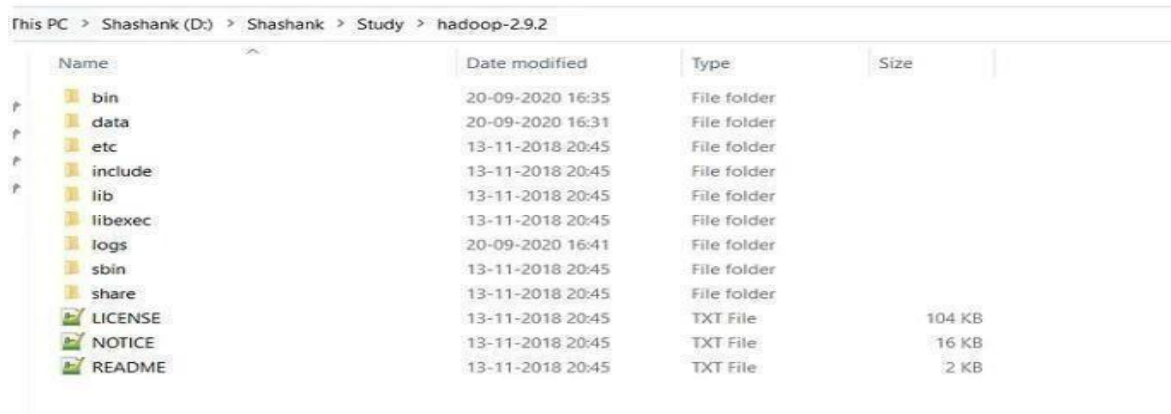 This PC > Shashank (D:) > Shashank > Study > hadoop-2.9.2
Name Date modified Type Size
bin 20-09-2020 16:35 File folder
data 20-09-2020 16:31 File folder
etc 13-11-2018 20:45 File folder
include 13-11-2018 20:45 File folder
lib 13-11-2018 20:45 File folder
libexec 13-11-2018 20:45 File folder
logs 20-09-2020 16:41 File folder
sbin 13-11-2018 20:45 File folder
share 13-11-2018 20:45 File folder
LICENSE 13-11-2018 20:45 TXT File 104 KB
NOTICE 13-11-2018 20:45 TXT File 16 KB
README 13-11-2018 20:45 TXT File 2 KB